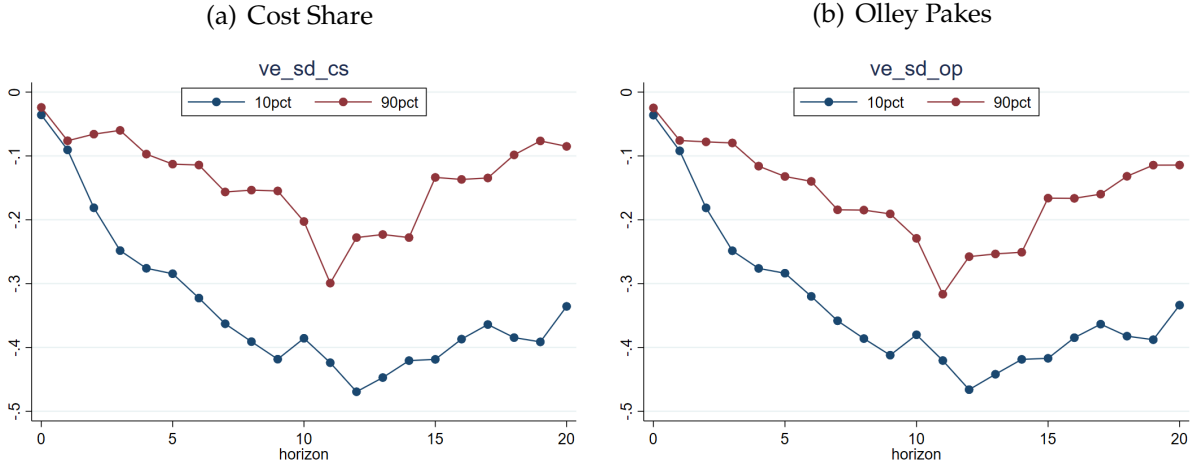 (a) Cost Share
ve_sd_cs
10pct 90pct
0
-.1
-.2
-.3
-.4
-.5
0 5 10 15 20
horizon
(b) Olley Pakes
ve_sd_op
10pct 90pct
0
-.1
-.2
-.3
-.4
-.5
0 5 10 15 20
horizon